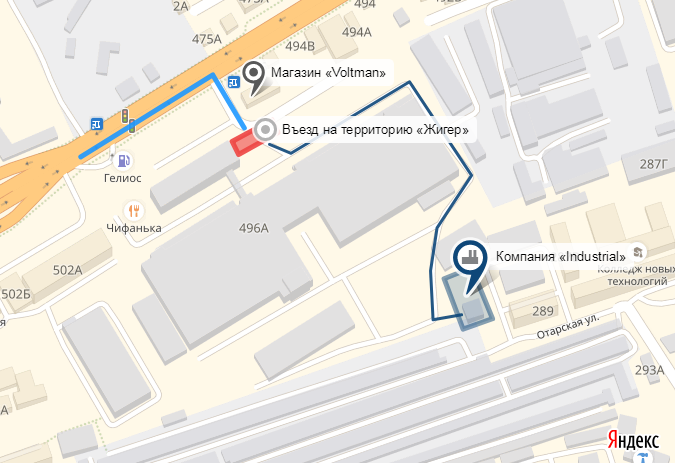 2А
475А
475А
494В
494А
494А
Магазин «Voltman»
Въезд на территорию «Жигер»
Гелиос
Чифанька
496А
287Г
Компания «Industrial»
Колледж новых
технологий
502А
502Б
289
Отарская ул.
293А
Яндекс